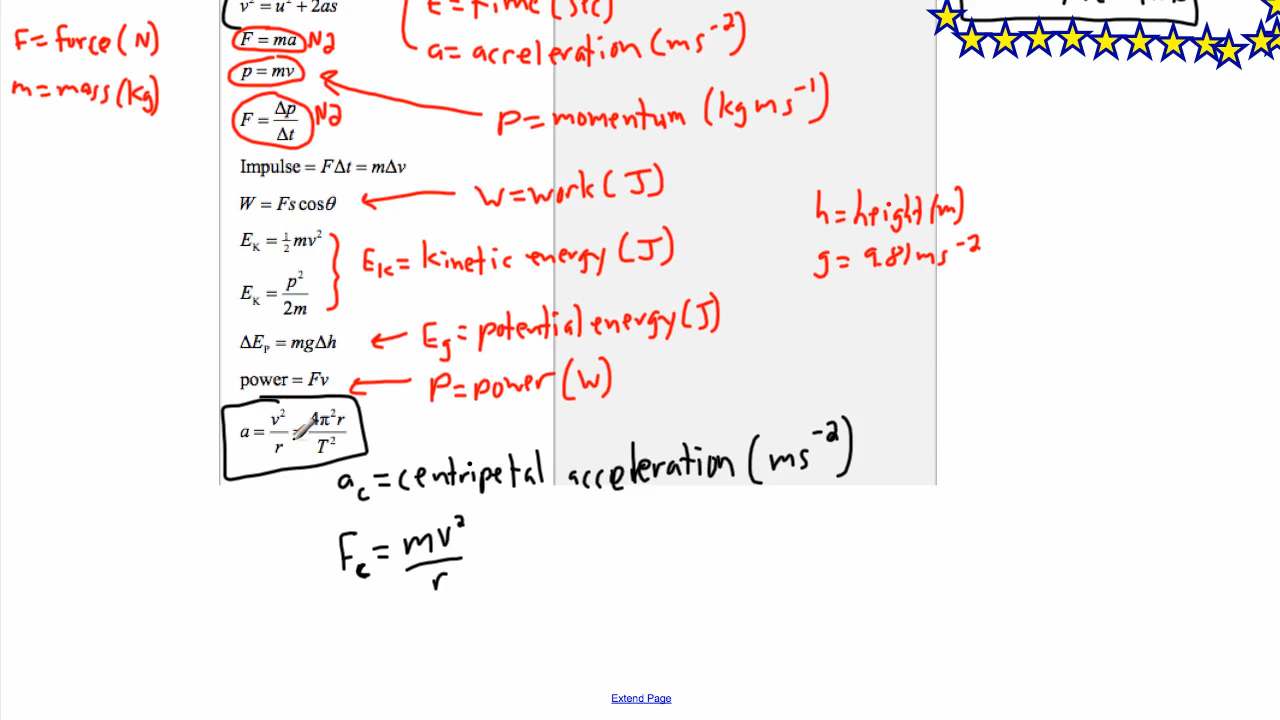 v² = u² + 2as
t = time (sec)
F = force (N)
F = ma N2
a = acceleration (ms⁻²)
m = mass (kg)
p = mv
p = momentum (kg ms⁻¹)
F = Δp/Δt N2
Impulse = FΔt = mΔv
W = Fs cosθ
W = work (J)
h = height (m)
g = 9.81 ms⁻²
E_K = ½mv²
E_K = p²/2m
E_k = kinetic energy (J)
ΔE_P = mgΔh
E_g = potential energy (J)
power = Fv
P = power (W)
a = v²/r = 4π²r/T²
a_c = centripetal acceleration (ms⁻²)
F_c = mv²/r
Extend Page